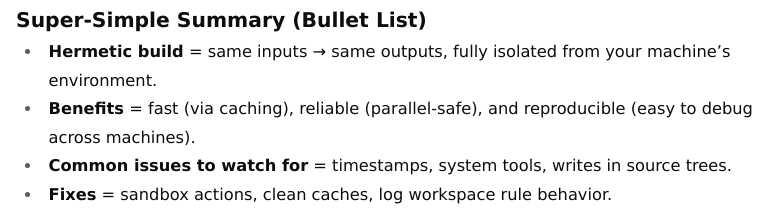 Super-Simple Summary (Bullet List)
• Hermetic build = same inputs → same outputs, fully isolated from your machine’s
environment.
• Benefits = fast (via caching), reliable (parallel-safe), and reproducible (easy to debug
across machines).
• Common issues to watch for = timestamps, system tools, writes in source trees.
• Fixes = sandbox actions, clean caches, log workspace rule behavior.